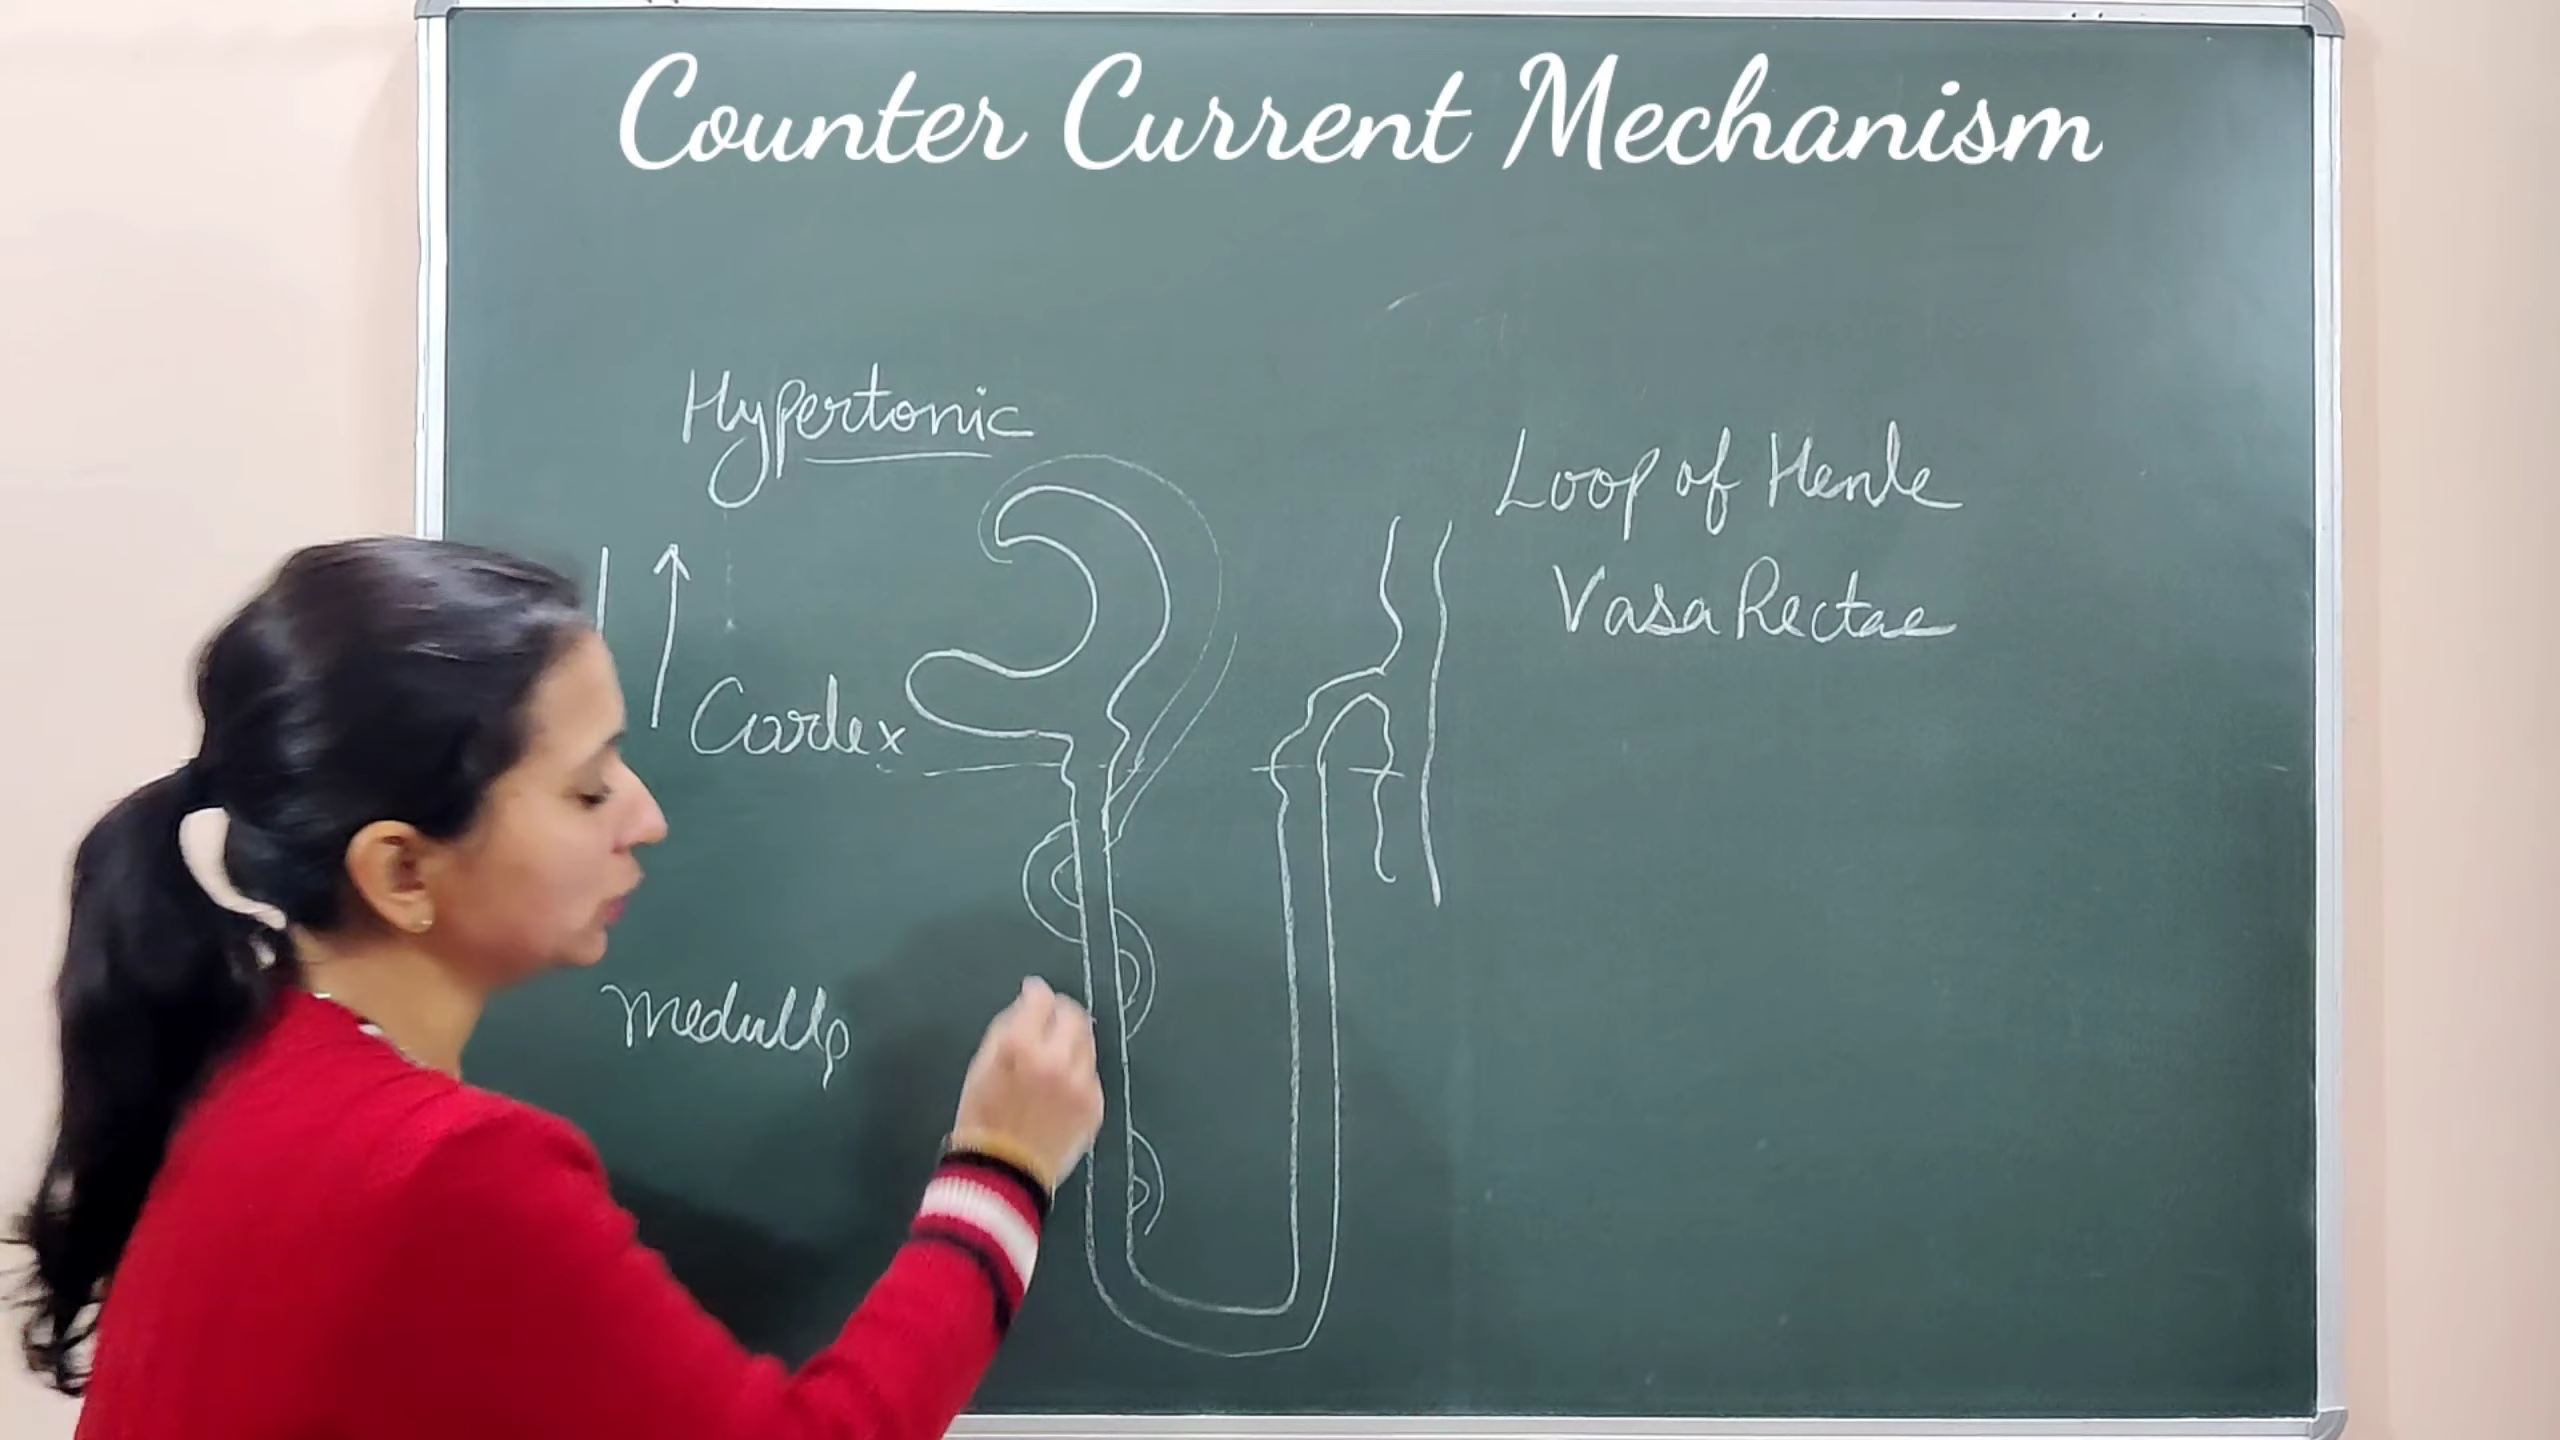 Counter Current Mechanism
Hypertonic
Loop of Henle
Vasa Rectae
Cortex
Medulla